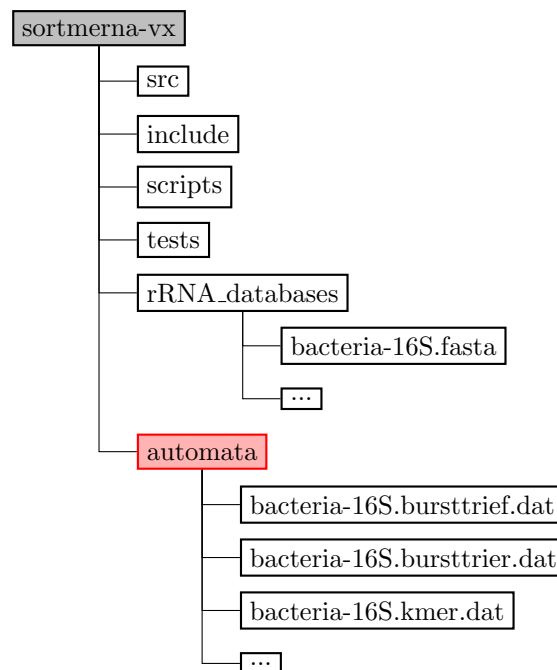 sortmerna-vx
src
include
scripts
tests
rRNA_databases
bacteria-16S.fasta
...
automata
bacteria-16S.bursttrief.dat
bacteria-16S.bursttrier.dat
bacteria-16S.kmer.dat
...